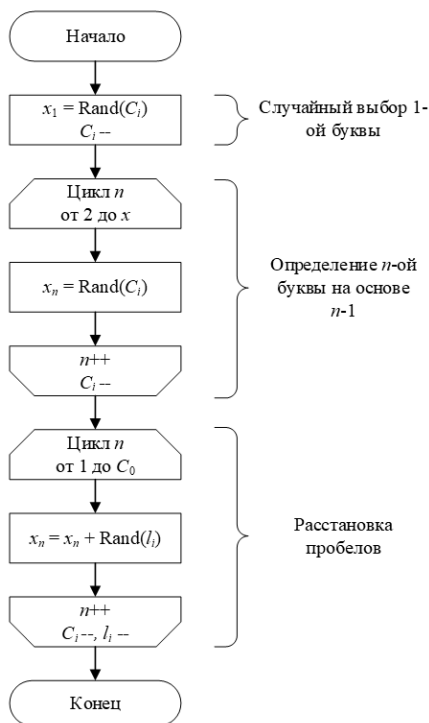 Начало
x₁ = Rand(Cᵢ)
Cᵢ --
Случайный выбор 1-
ой буквы
Цикл n
от 2 до x
xₙ = Rand(Cᵢ)
Определение n-ой
буквы на основе
n-1
n++
Cᵢ --
Цикл n
от 1 до C₀
xₙ = xₙ + Rand(lᵢ)
Расстановка
пробелов
n++
Cᵢ --, lᵢ --
Конец